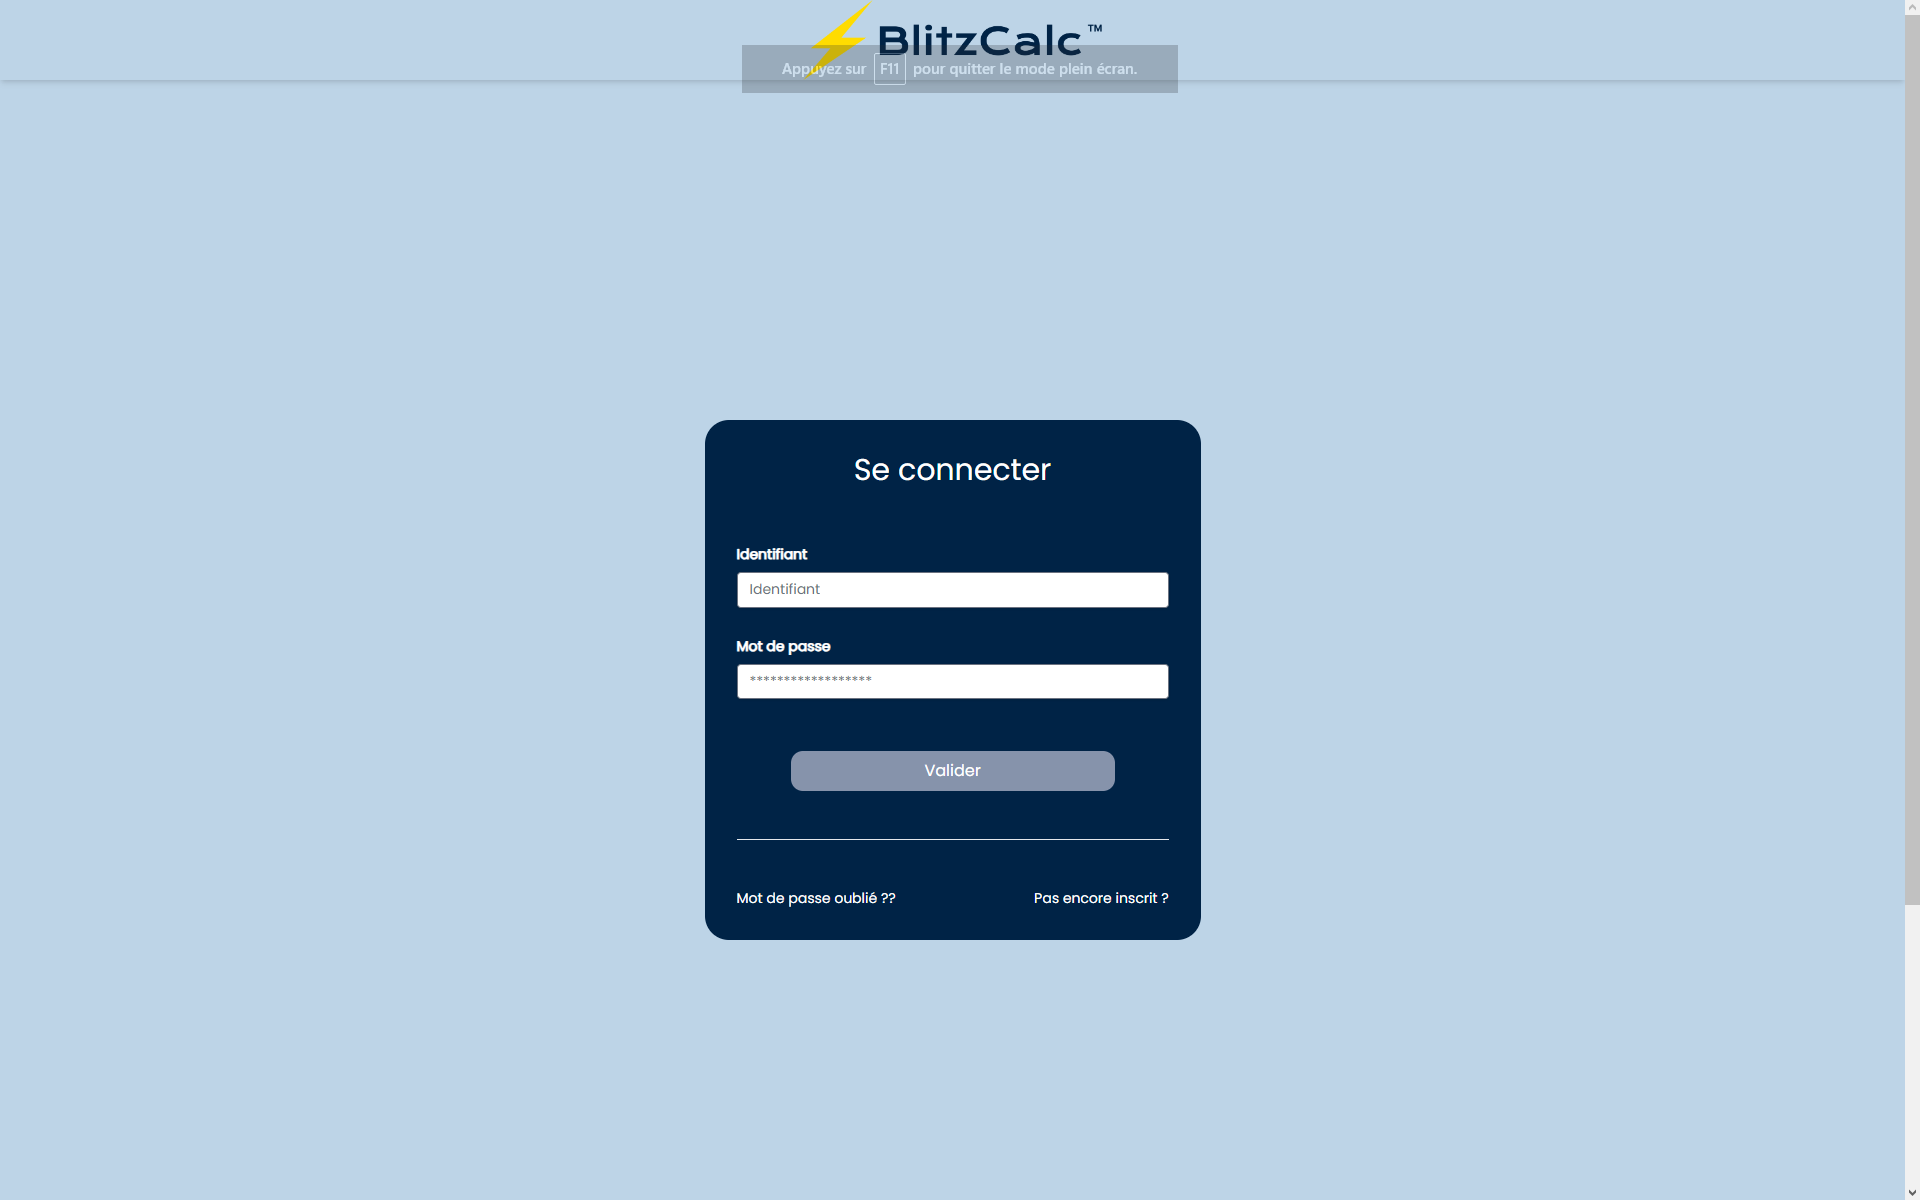 BlitzCalc™
Appuyez sur F11 pour quitter le mode plein écran.
Se connecter
Identifiant
Identifiant
Mot de passe
******************
Valider
Mot de passe oublié ?? Pas encore inscrit ?